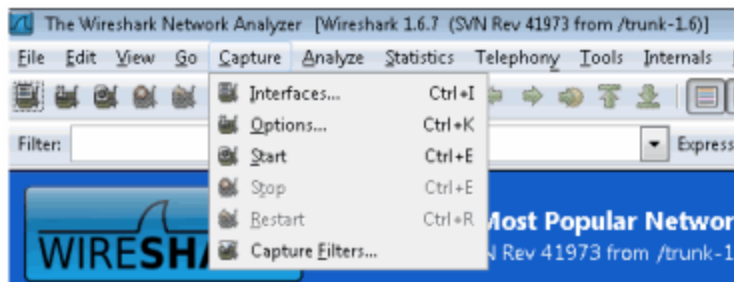 The Wireshark Network Analyzer [Wireshark 1.6.7 (SVN Rev 41973 from /trunk-1.6)]
File Edit View Go Capture Analyze Statistics Telephony Tools Internals
Interfaces... Ctrl+I
Options... Ctrl+K
Filter: Express
Start Ctrl+E
Stop Ctrl+E
Restart Ctrl+R
Most Popular Networ
WIRESHA
Capture Filters...
N Rev 41973 from /trunk-1